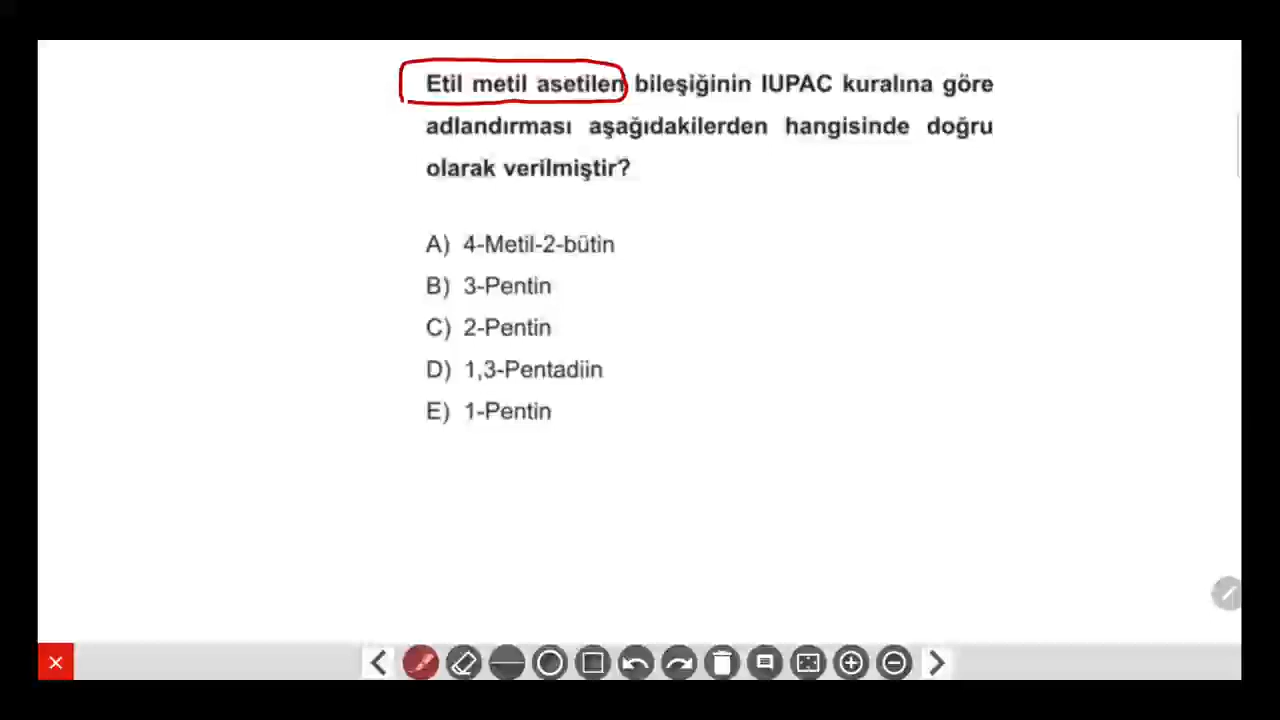 Etil metil asetilen bileşiğinin IUPAC kuralına göre
adlandırması aşağıdakilerden hangisinde doğru
olarak verilmiştir?
A) 4-Metil-2-bütin
B) 3-Pentin
C) 2-Pentin
D) 1,3-Pentadiin
E) 1-Pentin